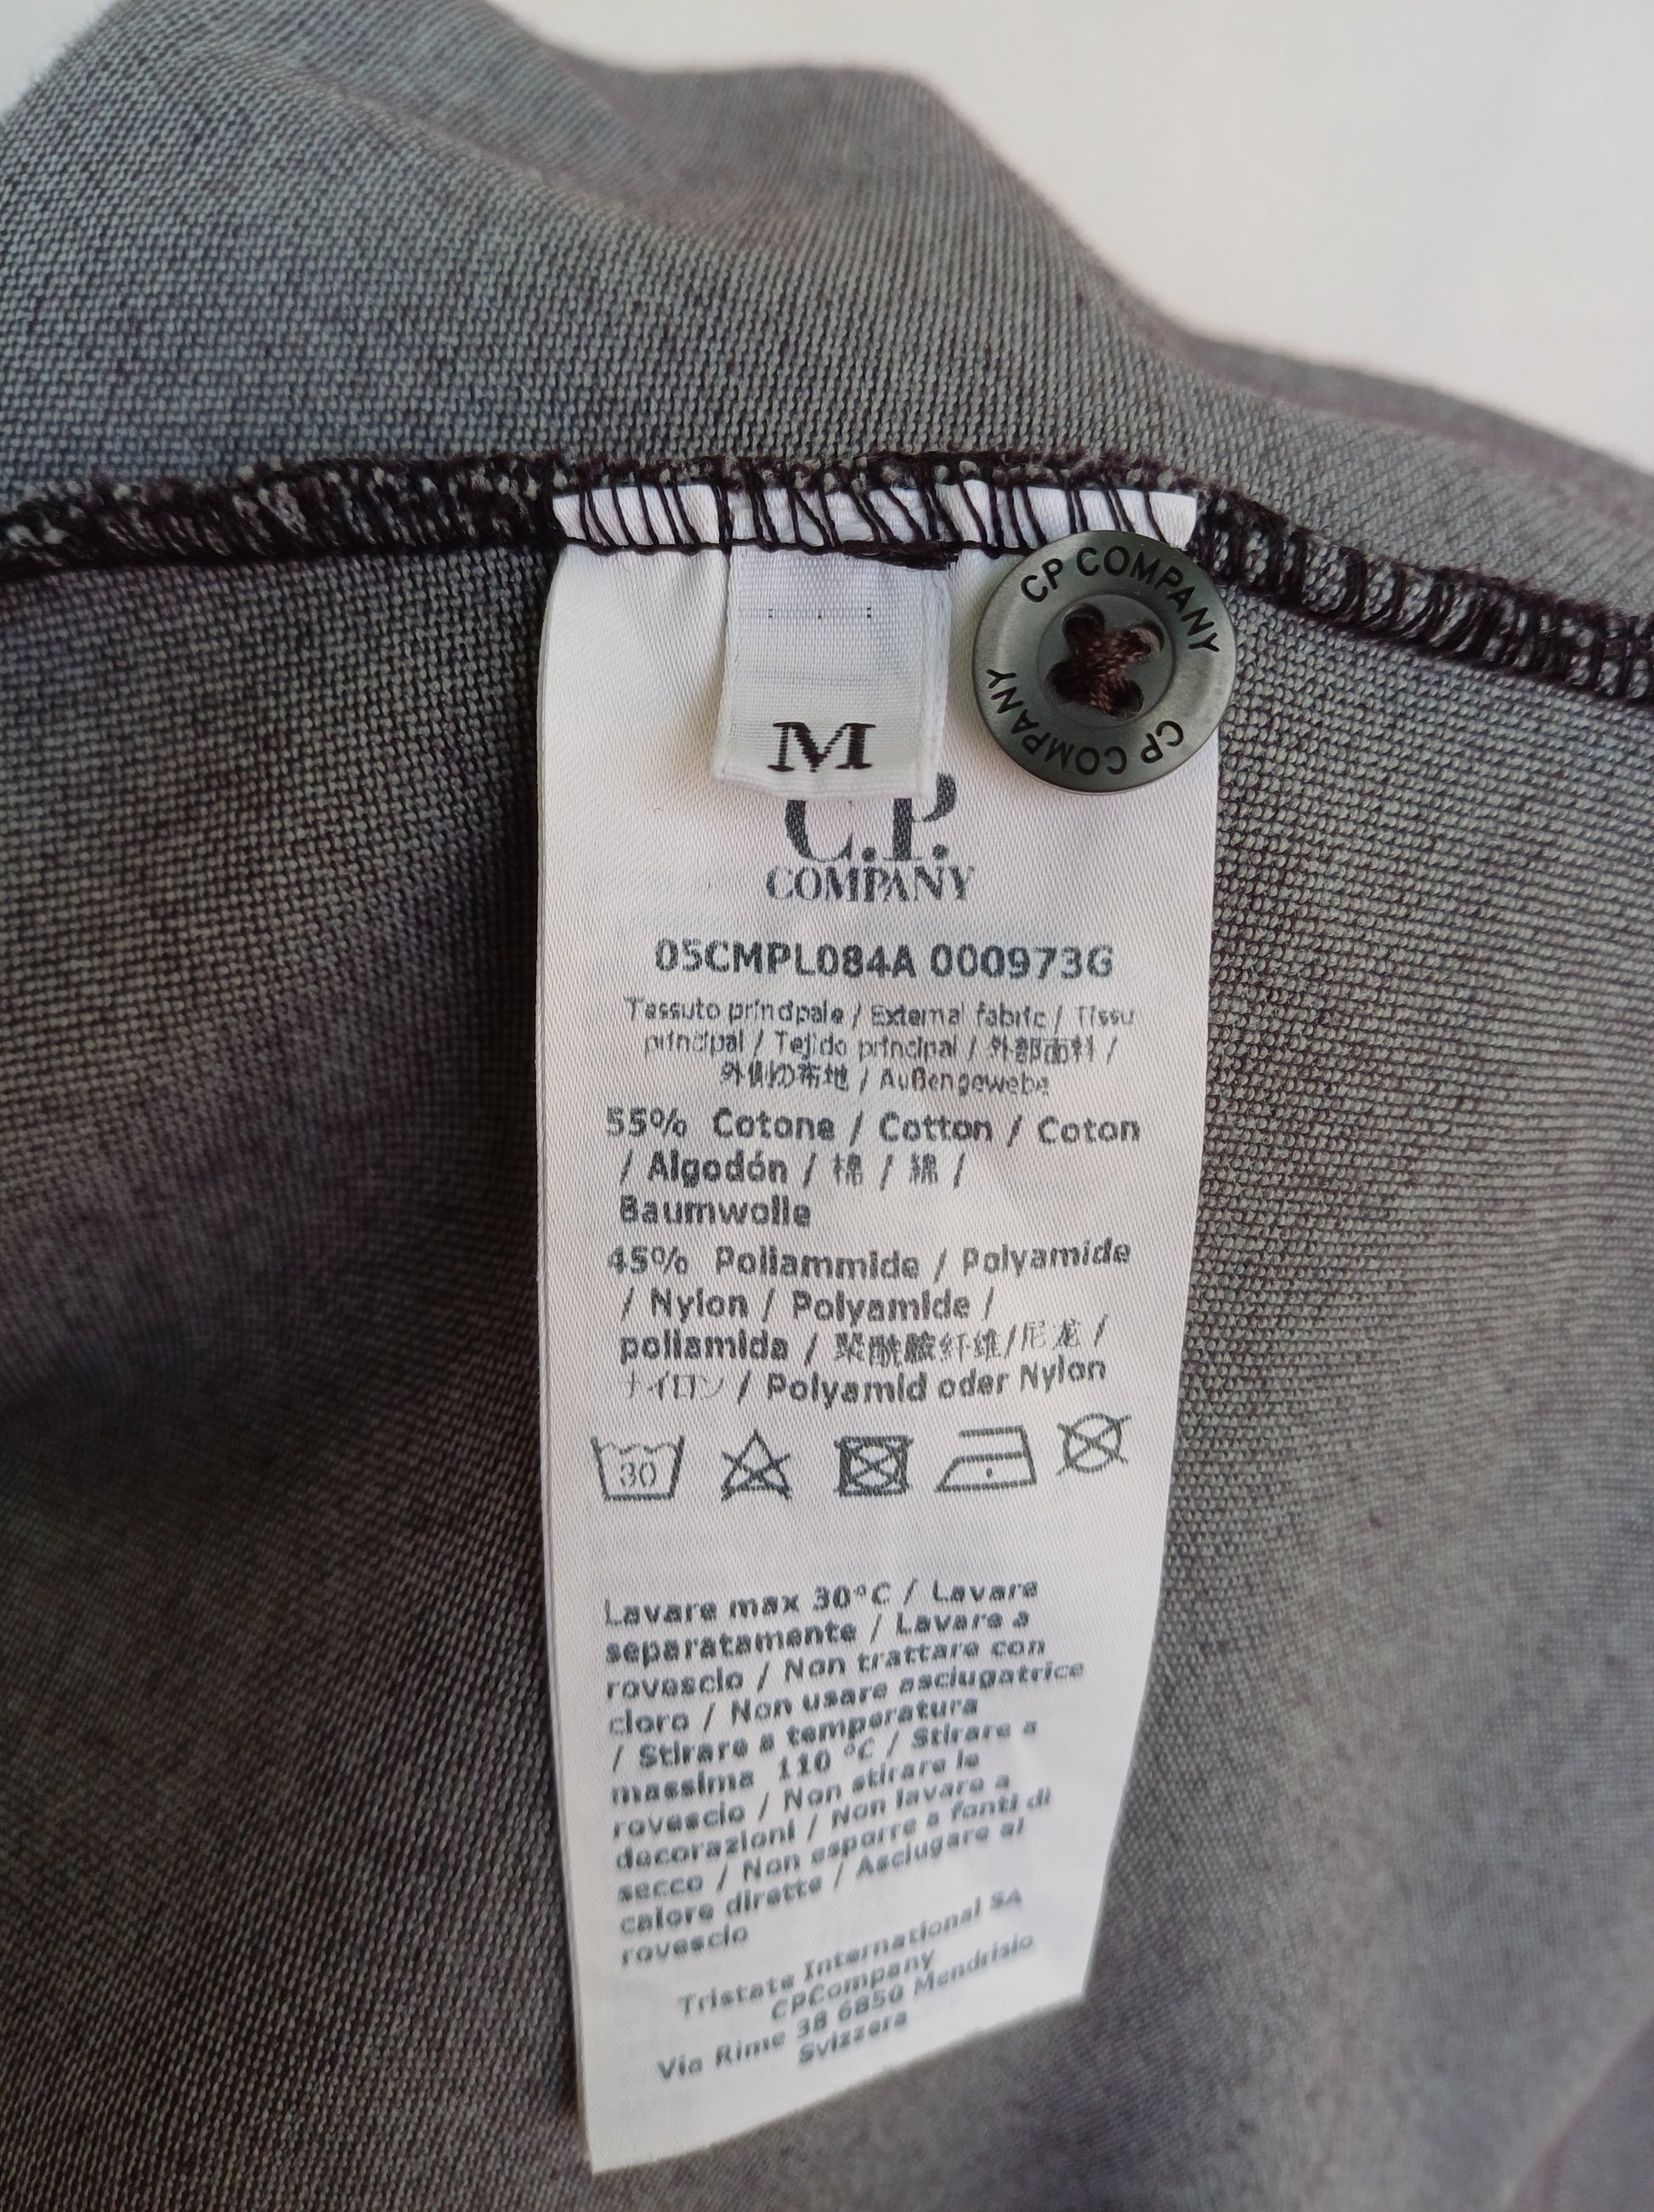 CP COMPANY
CP COMPANY
M
C.P.
COMPANY
05CMPL084A 000973G
Tessuto principale / External fabric / Tissu
principal / Tejido principal / 外部面料 /
外側の布地 / Außengewebe
55% Cotone / Cotton / Coton
/ Algodón / 棉 / 綿 /
Baumwolle
45% Poliammide / Polyamide
/ Nylon / Polyamide /
poliamida / 聚酰胺纤维/尼龙 /
ナイロン / Polyamid oder Nylon
30
Lavare max 30°C / Lavare
separatamente / Lavare a
rovescio / Non trattare con
cloro / Non usare asciugatrice
/ Stirare a temperatura
massima 110 °C / Stirare a
rovescio / Non stirare le
decorazioni / Non lavare a
secco / Non esporre a fonti di
calore dirette / Asciugare al
rovescio
Tristate International SA
CPCompany
Via Rime 38 6850 Mendrisio
Svizzera